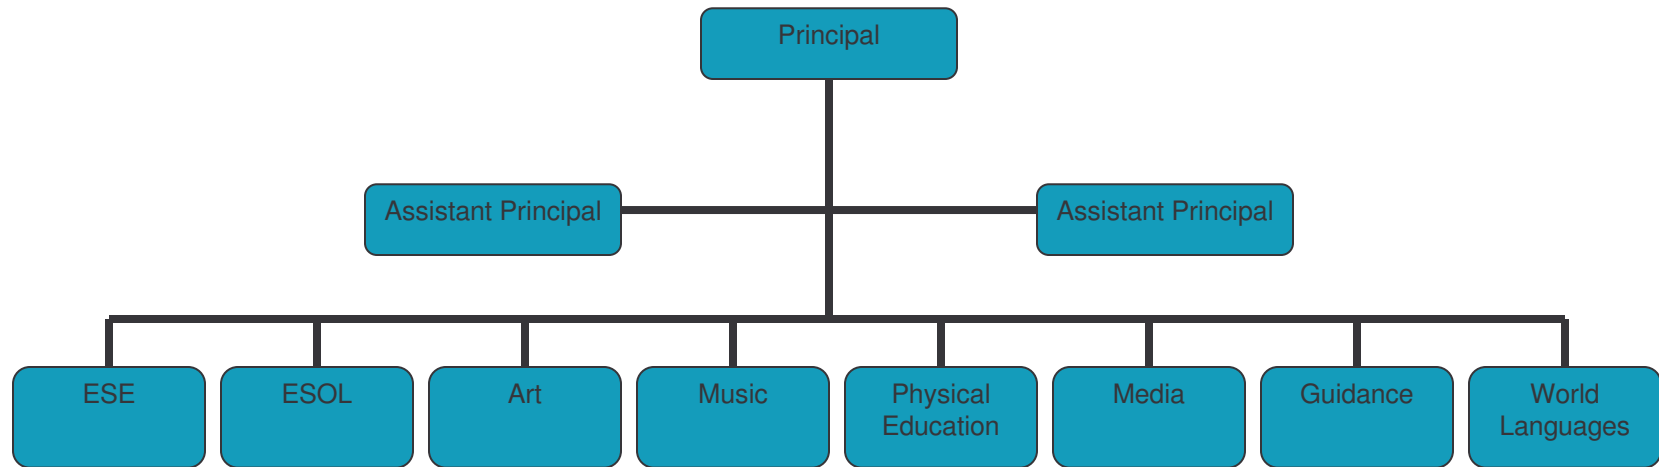 Principal
Assistant Principal
Assistant Principal
ESE
ESOL
Art
Music
Physical
Education
Media
Guidance
World
Languages